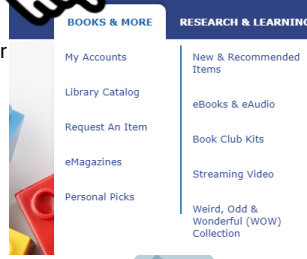 BOOKS & MORE
RESEARCH & LEARNING
r
My Accounts
Library Catalog
Request An Item
eMagazines
Personal Picks
New & Recommended
Items
eBooks & eAudio
Book Club Kits
Streaming Video
Weird, Odd &
Wonderful (WOW)
Collection